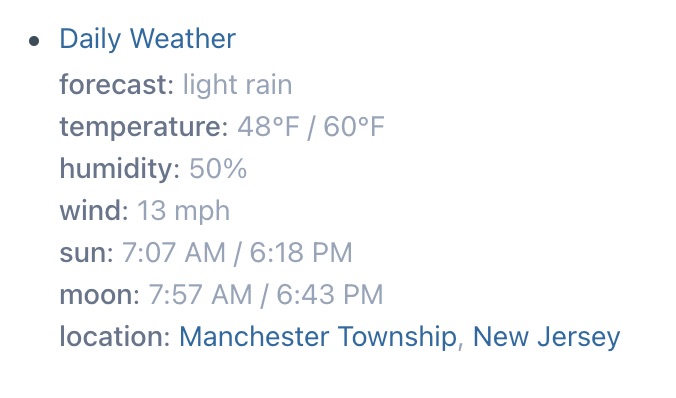 Daily Weather
forecast: light rain
temperature: 48°F / 60°F
humidity: 50%
wind: 13 mph
sun: 7:07 AM / 6:18 PM
moon: 7:57 AM / 6:43 PM
location: Manchester Township, New Jersey